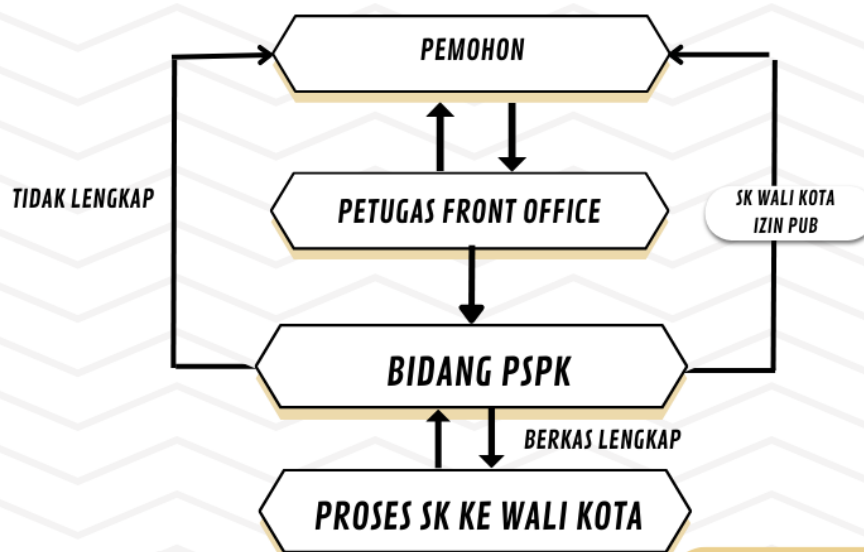 PEMOHON
TIDAK LENGKAP
PETUGAS FRONT OFFICE
SK WALI KOTA
IZIN PUB
BIDANG PSPK
BERKAS LENGKAP
PROSES SK KE WALI KOTA